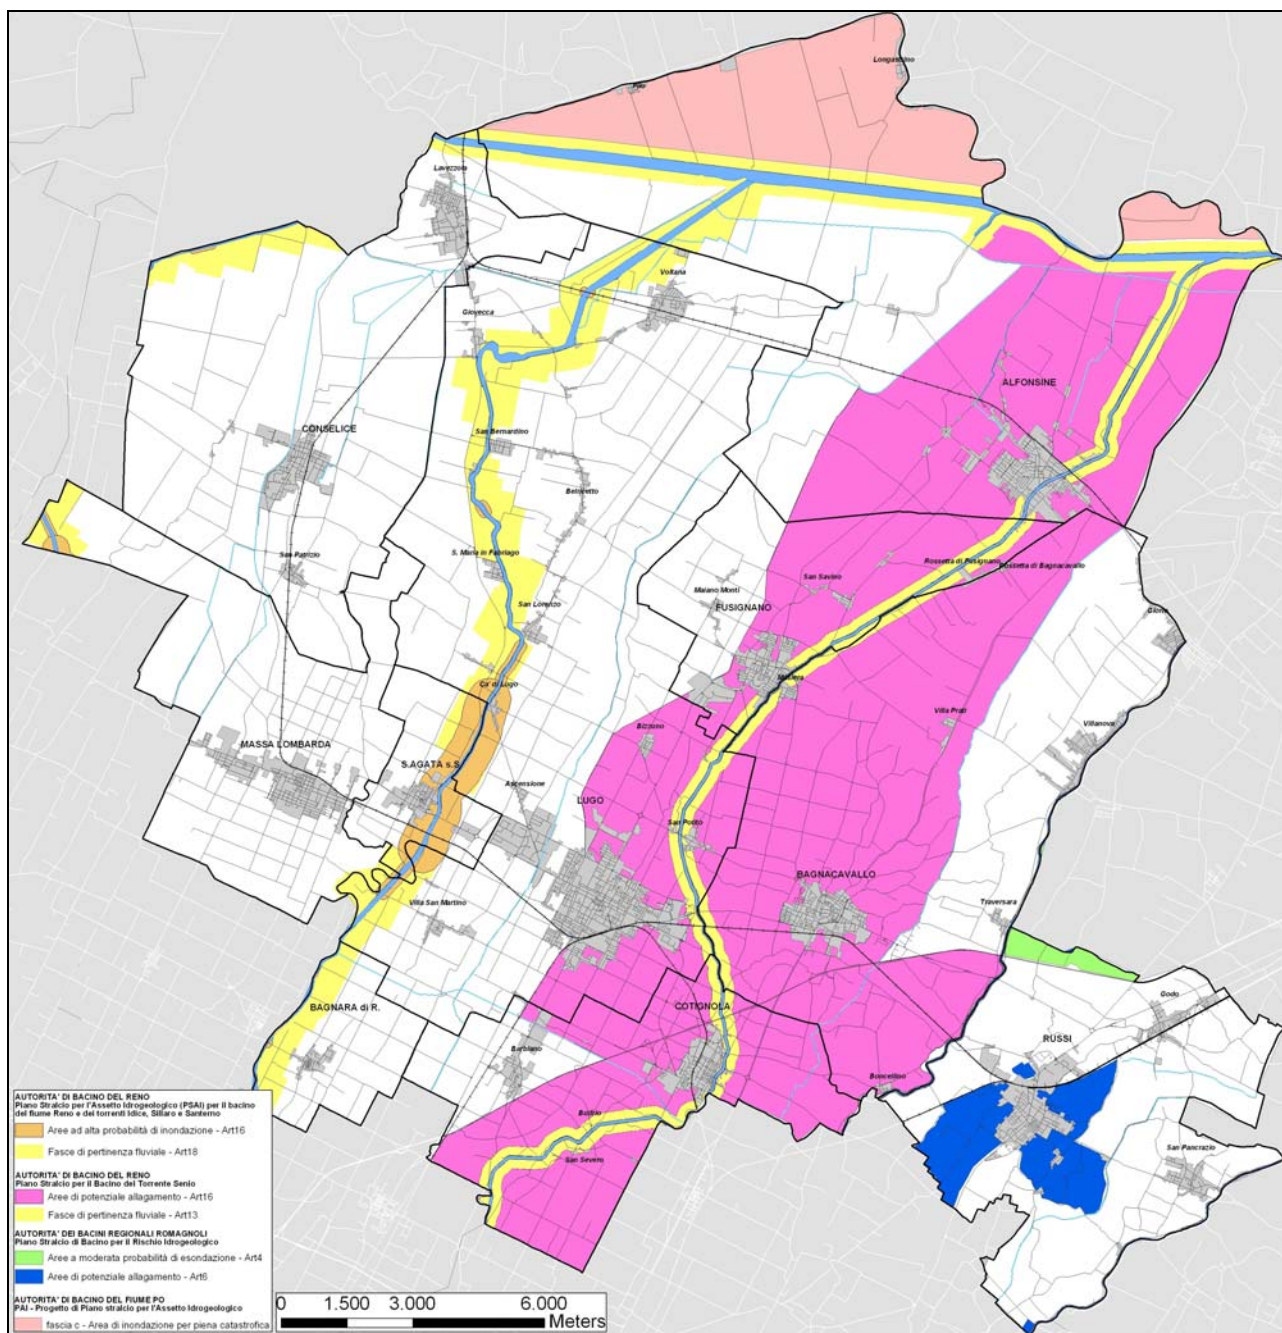 Longastrino
Filo
Lavezzola
Voltana
Giovecca
ALFONSINE
CONSELICE
San Bernardino
Belricetto
San Patrizio
S. Maria in Fabriago
Rossetta di Fusignano
Rossetta di Bagnacavallo
San Savino
Maiano Monti
FUSIGNANO
San Lorenzo
Glorie
Ca' di Lugo
Masiera
Villa Prati
Villanova
Bizzuno
MASSA LOMBARDA
S.AGATA s.S.
Ascensione
LUGO
San Potito
BAGNACAVALLO
Villa San Martino
Traversara
BAGNARA di R.
COTIGNOLA
Godo
RUSSI
Barbiano
Boncellino
Budrio
San Severo
San Pancrazio
AUTORITA' DI BACINO DEL RENO
Piano Stralcio per l'Assetto Idrogeologico (PSAI) per il bacino
del fiume Reno e dei torrenti Idice, Sillaro e Santerno
Aree ad alta probabilità di inondazione - Art16
Fasce di pertinenza fluviale - Art18
AUTORITA' DI BACINO DEL RENO
Piano Stralcio per il Bacino del Torrente Senio
Aree di potenziale allagamento - Art16
Fasce di pertinenza fluviale - Art13
AUTORITA' DEI BACINI REGIONALI ROMAGNOLI
Piano Stralcio di Bacino per il Rischio Idrogeologico
Aree a moderata probabilità di esondazione - Art4
Aree di potenziale allagamento - Art6
AUTORITA' DI BACINO DEL FIUME PO
PAI - Progetto di Piano stralcio per l'Assetto Idrogeologico
fascia c - Area di inondazione per piena catastrofica
0 1.500 3.000 6.000
Meters